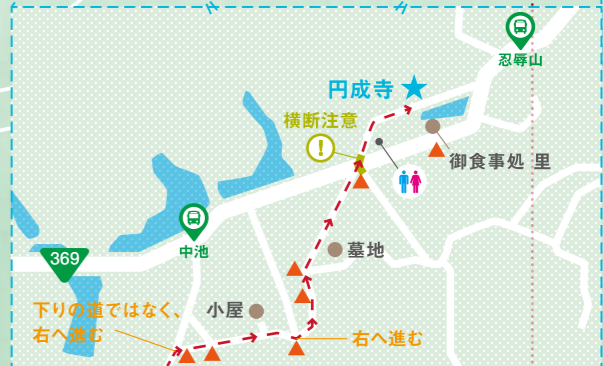 忍辱山
円成寺
横断注意
!
御食事処 里
中池
墓地
369
下りの道ではなく、
右へ進む
小屋
右へ進む